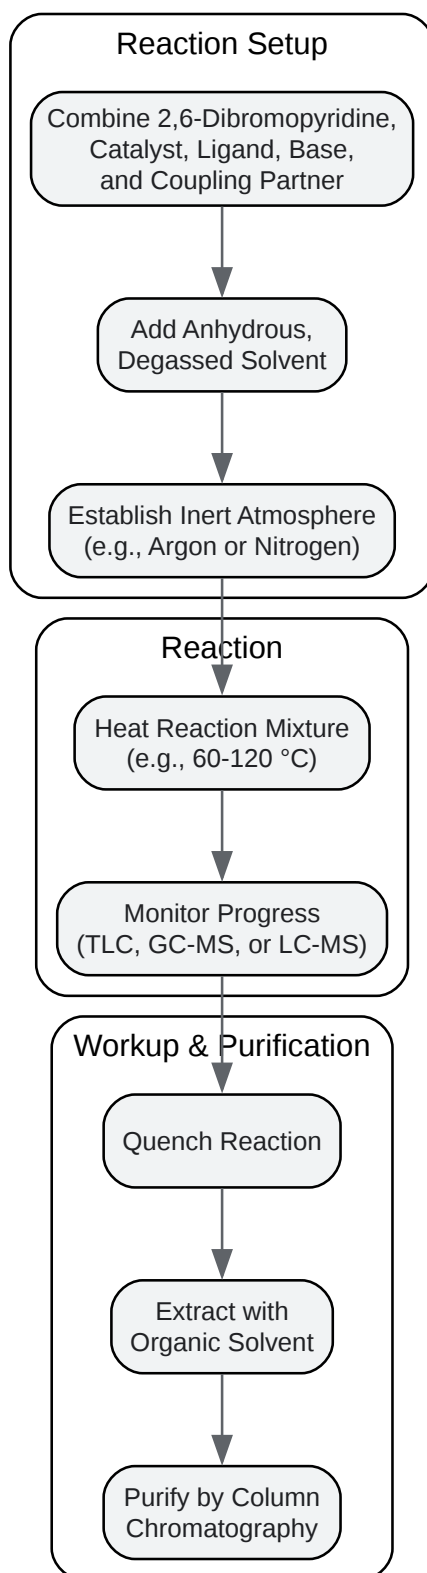 Reaction Setup
Combine 2,6-Dibromopyridine,
Catalyst, Ligand, Base,
and Coupling Partner
Add Anhydrous,
Degassed Solvent
Establish Inert Atmosphere
(e.g., Argon or Nitrogen)
Reaction
Heat Reaction Mixture
(e.g., 60-120 °C)
Monitor Progress
(TLC, GC-MS, or LC-MS)
Workup & Purification
Quench Reaction
Extract with
Organic Solvent
Purify by Column
Chromatography